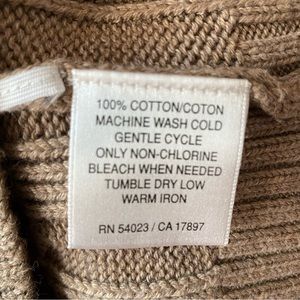 100% COTTON/COTON
MACHINE WASH COLD
GENTLE CYCLE
ONLY NON-CHLORINE
BLEACH WHEN NEEDED
TUMBLE DRY LOW
WARM IRON
RN 54023 / CA 17897